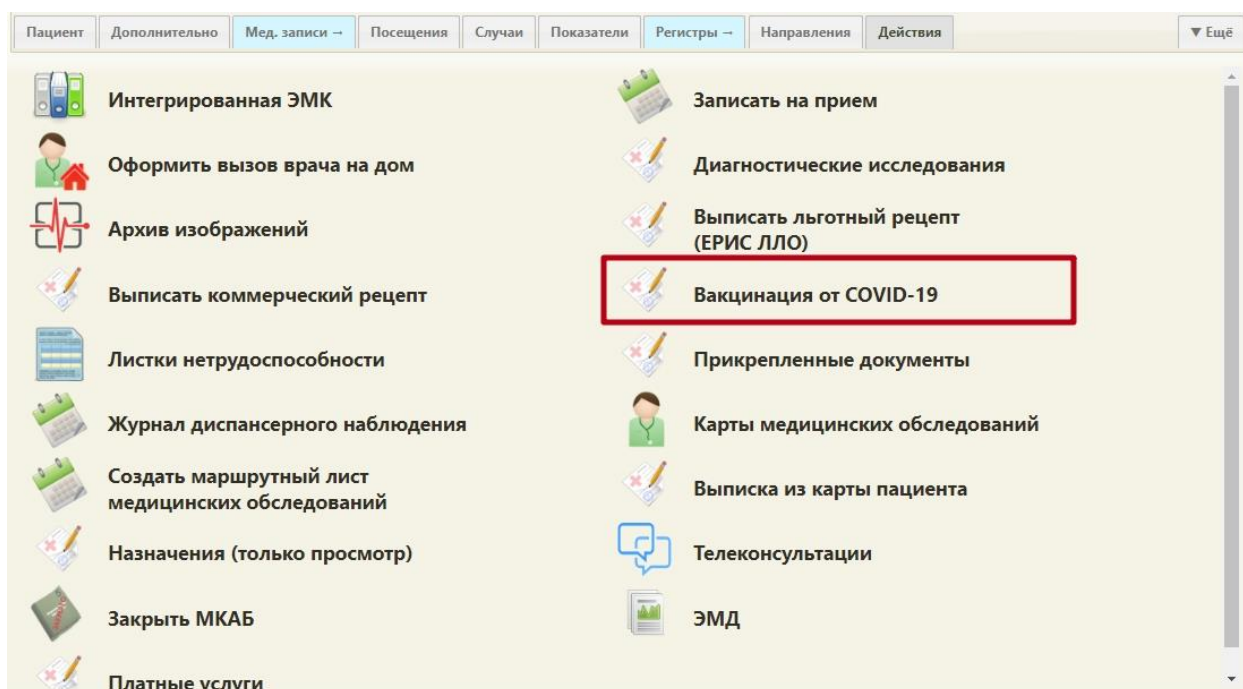 Пациент Дополнительно Мед. записи → Посещения Случаи Показатели Регистры → Направления Действия ▼ Ещё
Интегрированная ЭМК
Записать на прием
Оформить вызов врача на дом
Диагностические исследования
Архив изображений
Выписать льготный рецепт
(ЕРИС ЛЛО)
Выписать коммерческий рецепт
Вакцинация от COVID-19
Листки нетрудоспособности
Прикрепленные документы
Журнал диспансерного наблюдения
Карты медицинских обследований
Создать маршрутный лист
медицинских обследований
Выписка из карты пациента
Назначения (только просмотр)
Телеконсультации
Закрыть МКАБ
ЭМД
Платные услуги